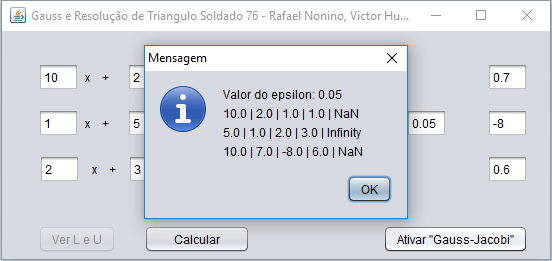 Gauss e Resolução de Triangulo Soldado 76 - Rafael Nonino, Victor Hu...
Mensagem
10 x + 2 0.7
Valor do epsilon: 0.05
10.0 | 2.0 | 1.0 | 1.0 | NaN
1 x + 5 0.05 -8
5.0 | 1.0 | 2.0 | 3.0 | Infinity
10.0 | 7.0 | -8.0 | 6.0 | NaN
2 x + 3 0.6
OK
Ver L e U Calcular Ativar "Gauss-Jacobi"